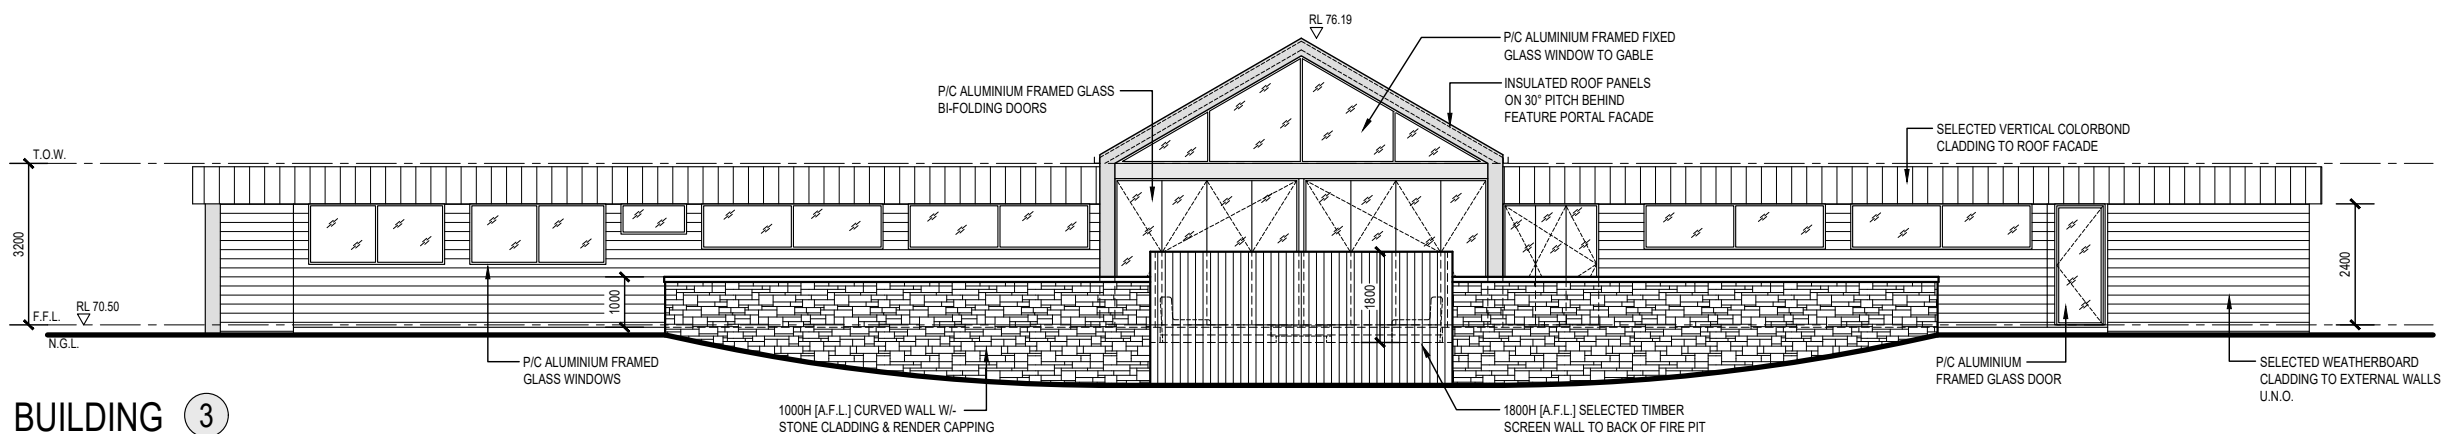 RL 76.19
P/C ALUMINIUM FRAMED FIXED
GLASS WINDOW TO GABLE
P/C ALUMINIUM FRAMED GLASS
BI-FOLDING DOORS
INSULATED ROOF PANELS
ON 30° PITCH BEHIND
FEATURE PORTAL FACADE
SELECTED VERTICAL COLORBOND
CLADDING TO ROOF FACADE
T.O.W.
3200
2400
1000
1800
RL 70.50
F.F.L.
N.G.L.
P/C ALUMINIUM FRAMED
GLASS WINDOWS
P/C ALUMINIUM
FRAMED GLASS DOOR
SELECTED WEATHERBOARD
CLADDING TO EXTERNAL WALLS
U.N.O.
BUILDING 3
1000H [A.F.L.] CURVED WALL W/-
STONE CLADDING & RENDER CAPPING
1800H [A.F.L.] SELECTED TIMBER
SCREEN WALL TO BACK OF FIRE PIT